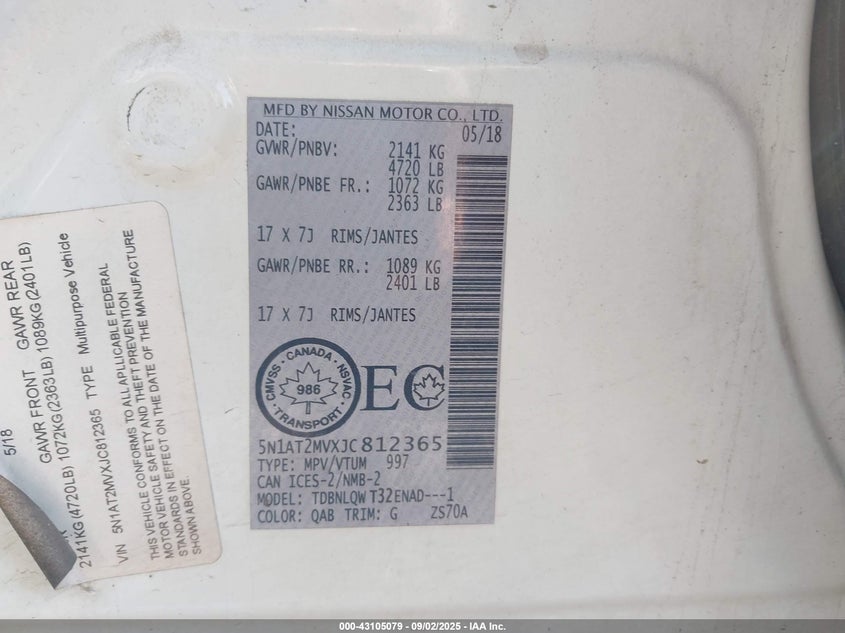 MFD BY NISSAN MOTOR CO., LTD.
DATE: 05/18
GVWR/PNBV: 2141 KG
4720 LB
GAWR/PNBE FR.: 1072 KG
2363 LB
17 X 7J RIMS/JANTES
GAWR/PNBE RR.: 1089 KG
2401 LB
17 X 7J RIMS/JANTES
CMVSS · CANADA · NSVAC
986
TRANSPORT
EC
5N1AT2MVXJC812365
TYPE: MPV/VTUM 997
CAN ICES-2/NMB-2
MODEL: TDBNLQW T32ENAD---1
COLOR: QAB TRIM: G ZS70A
5/18
GAWR FRONT GAWR REAR
2141KG (4720LB) 1072KG (2363LB) 1089KG (2401LB)
VIN 5N1AT2MVXJC812365 TYPE Multipurpose Vehicle
THIS VEHICLE CONFORMS TO ALL APLLICABLE FEDERAL
MOTOR VEHICLE SAFETY AND THEFT PREVENTION
STANDARDS IN EFFECT ON THE DATE OF THE MANUFACTURE
SHOWN ABOVE.
000-43105079 - 09/02/2025 - IAA Inc.